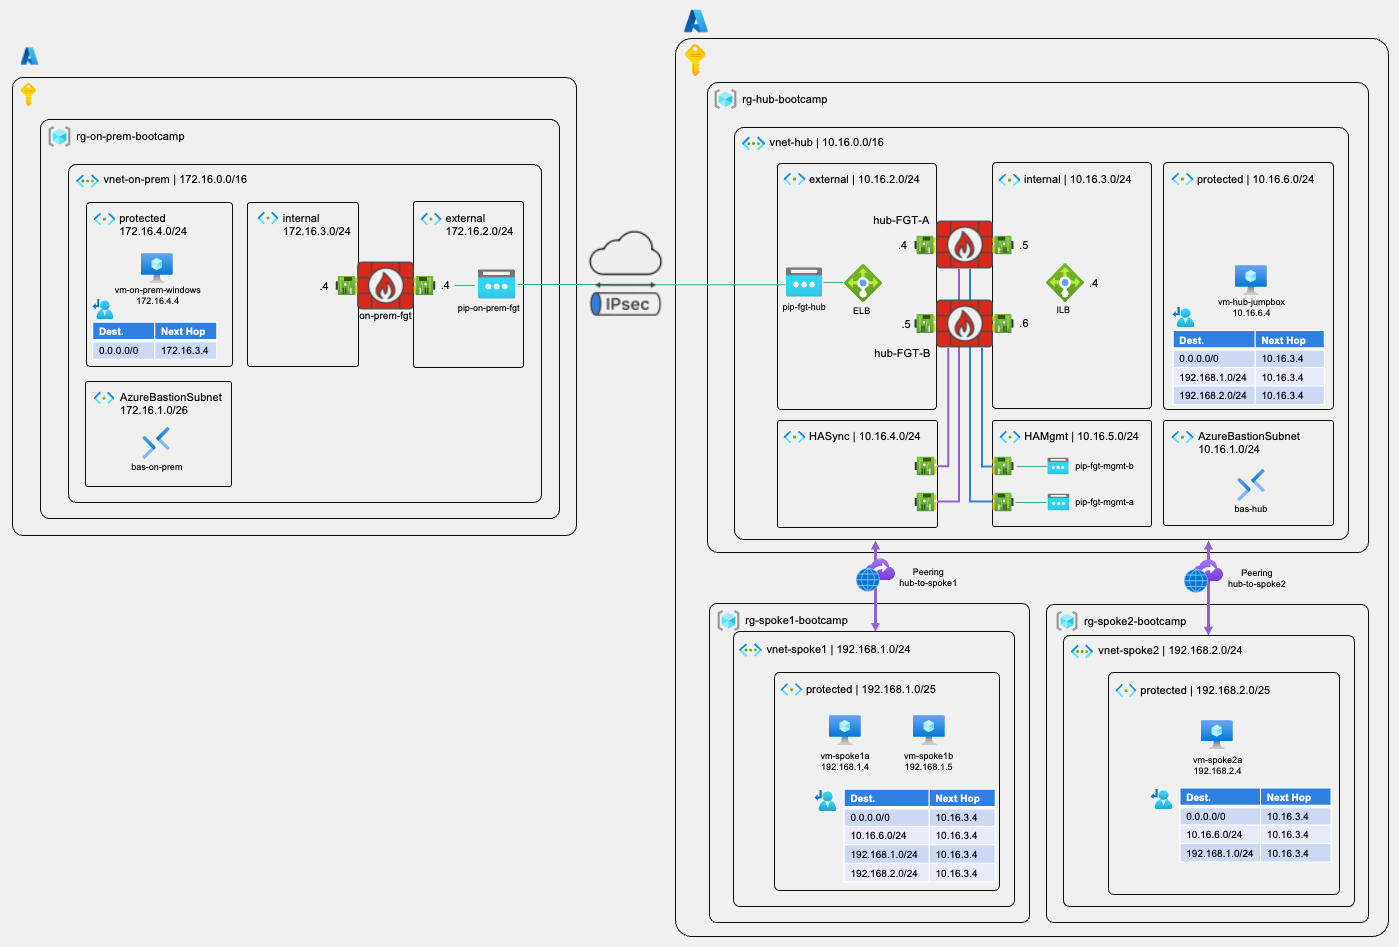 rg-on-prem-bootcamp
vnet-on-prem | 172.16.0.0/16
protected
172.16.4.0/24
vm-on-prem-windows
172.16.4.4
Dest. Next Hop
0.0.0.0/0 172.16.3.4
internal
172.16.3.0/24
.4
on-prem-fgt
.4
external
172.16.2.0/24
pip-on-prem-fgt
AzureBastionSubnet
172.16.1.0/26
bas-on-prem
IPsec
rg-hub-bootcamp
vnet-hub | 10.16.0.0/16
external | 10.16.2.0/24
pip-fgt-hub
ELB
hub-FGT-A
.4
.5
.5
.6
hub-FGT-B
internal | 10.16.3.0/24
.4
ILB
protected | 10.16.6.0/24
vm-hub-jumpbox
10.16.6.4
Dest. Next Hop
0.0.0.0/0 10.16.3.4
192.168.1.0/24 10.16.3.4
192.168.2.0/24 10.16.3.4
HASync | 10.16.4.0/24
HAMgmt | 10.16.5.0/24
pip-fgt-mgmt-b
pip-fgt-mgmt-a
AzureBastionSubnet
10.16.1.0/24
bas-hub
Peering
hub-to-spoke1
Peering
hub-to-spoke2
rg-spoke1-bootcamp
vnet-spoke1 | 192.168.1.0/24
protected | 192.168.1.0/25
vm-spoke1a
192.168.1.4
vm-spoke1b
192.168.1.5
Dest. Next Hop
0.0.0.0/0 10.16.3.4
10.16.6.0/24 10.16.3.4
192.168.1.0/24 10.16.3.4
192.168.2.0/24 10.16.3.4
rg-spoke2-bootcamp
vnet-spoke2 | 192.168.2.0/24
protected | 192.168.2.0/25
vm-spoke2a
192.168.2.4
Dest. Next Hop
0.0.0.0/0 10.16.3.4
10.16.6.0/24 10.16.3.4
192.168.1.0/24 10.16.3.4